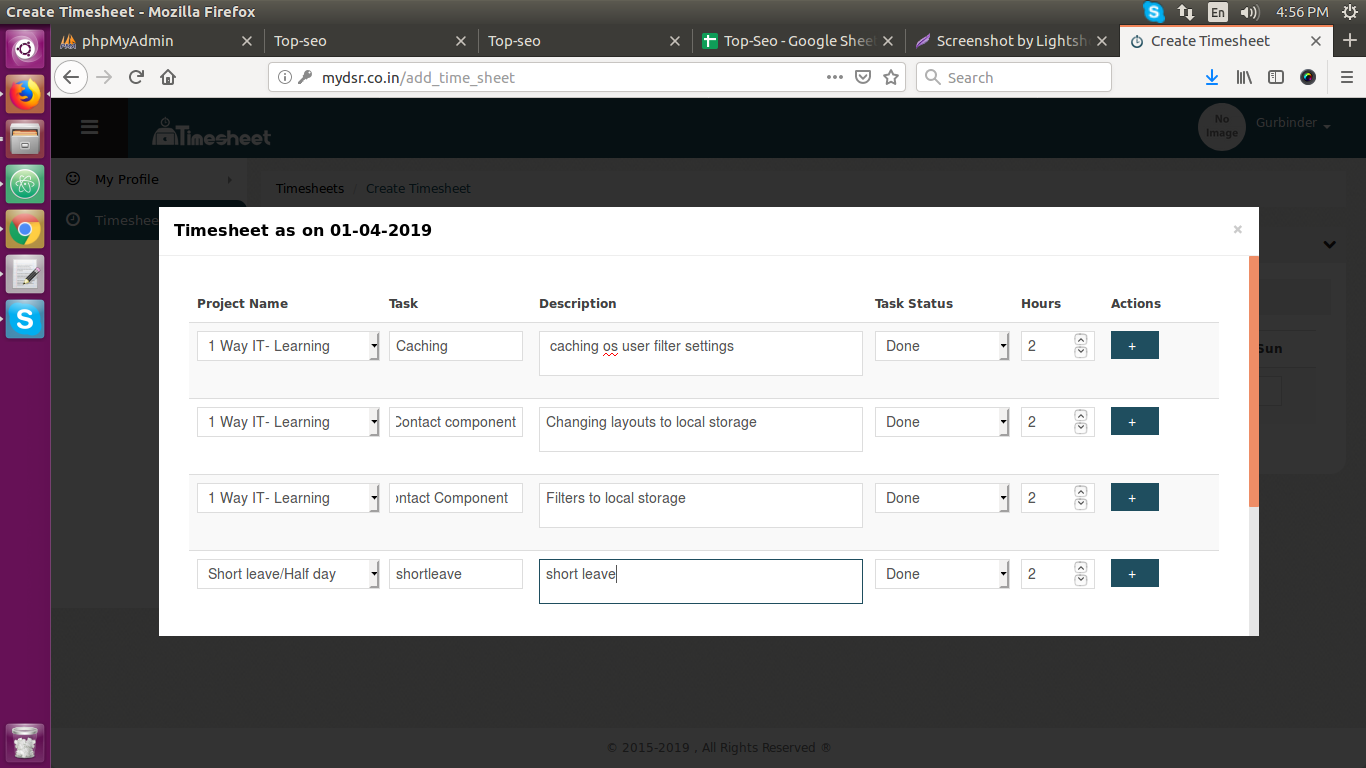 Create Timesheet - Mozilla Firefox
En
4:56 PM
phpMyAdmin
Top-seo
Top-seo
Top-Seo - Google Shee
Screenshot by Lightsh
Create Timesheet
mydsr.co.in/add_time_sheet
Search
Timesheet
No
Image
Gurbinder
My Profile
Timesheets / Create Timesheet
Timeshee
Timesheet as on 01-04-2019
×
Project Name Task Description Task Status Hours Actions
Sun
1 Way IT- Learning Caching caching os user filter settings Done 2 +
1 Way IT- Learning Contact component Changing layouts to local storage Done 2 +
1 Way IT- Learning ontact Component Filters to local storage Done 2 +
Short leave/Half day shortleave short leave Done 2 +
© 2015-2019 , All Rights Reserved ®